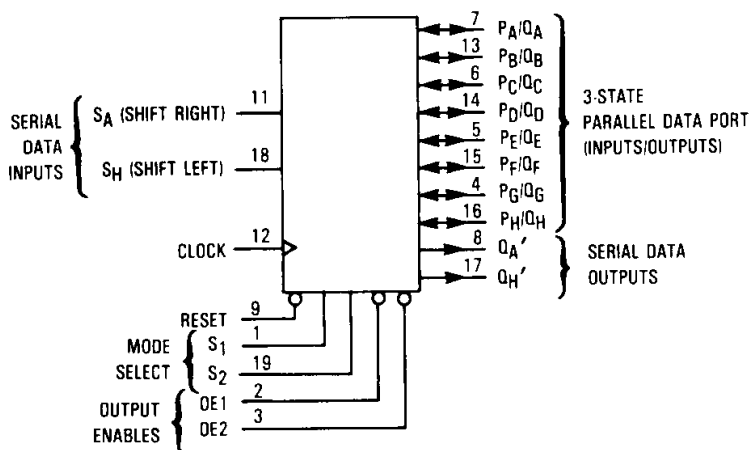 7 PA/QA
13 PB/QB
6 PC/QC
14 PD/QD
5 PE/QE
15 PF/QF
4 PG/QG
16 PH/QH
3-STATE
PARALLEL DATA PORT
(INPUTS/OUTPUTS)
8 QA′
17 QH′
SERIAL DATA
OUTPUTS
SERIAL
DATA
INPUTS
SA (SHIFT RIGHT) 11
SH (SHIFT LEFT) 18
CLOCK 12
RESET 9
MODE
SELECT
S1 1
S2 19
OUTPUT
ENABLES
OE1 2
OE2 3